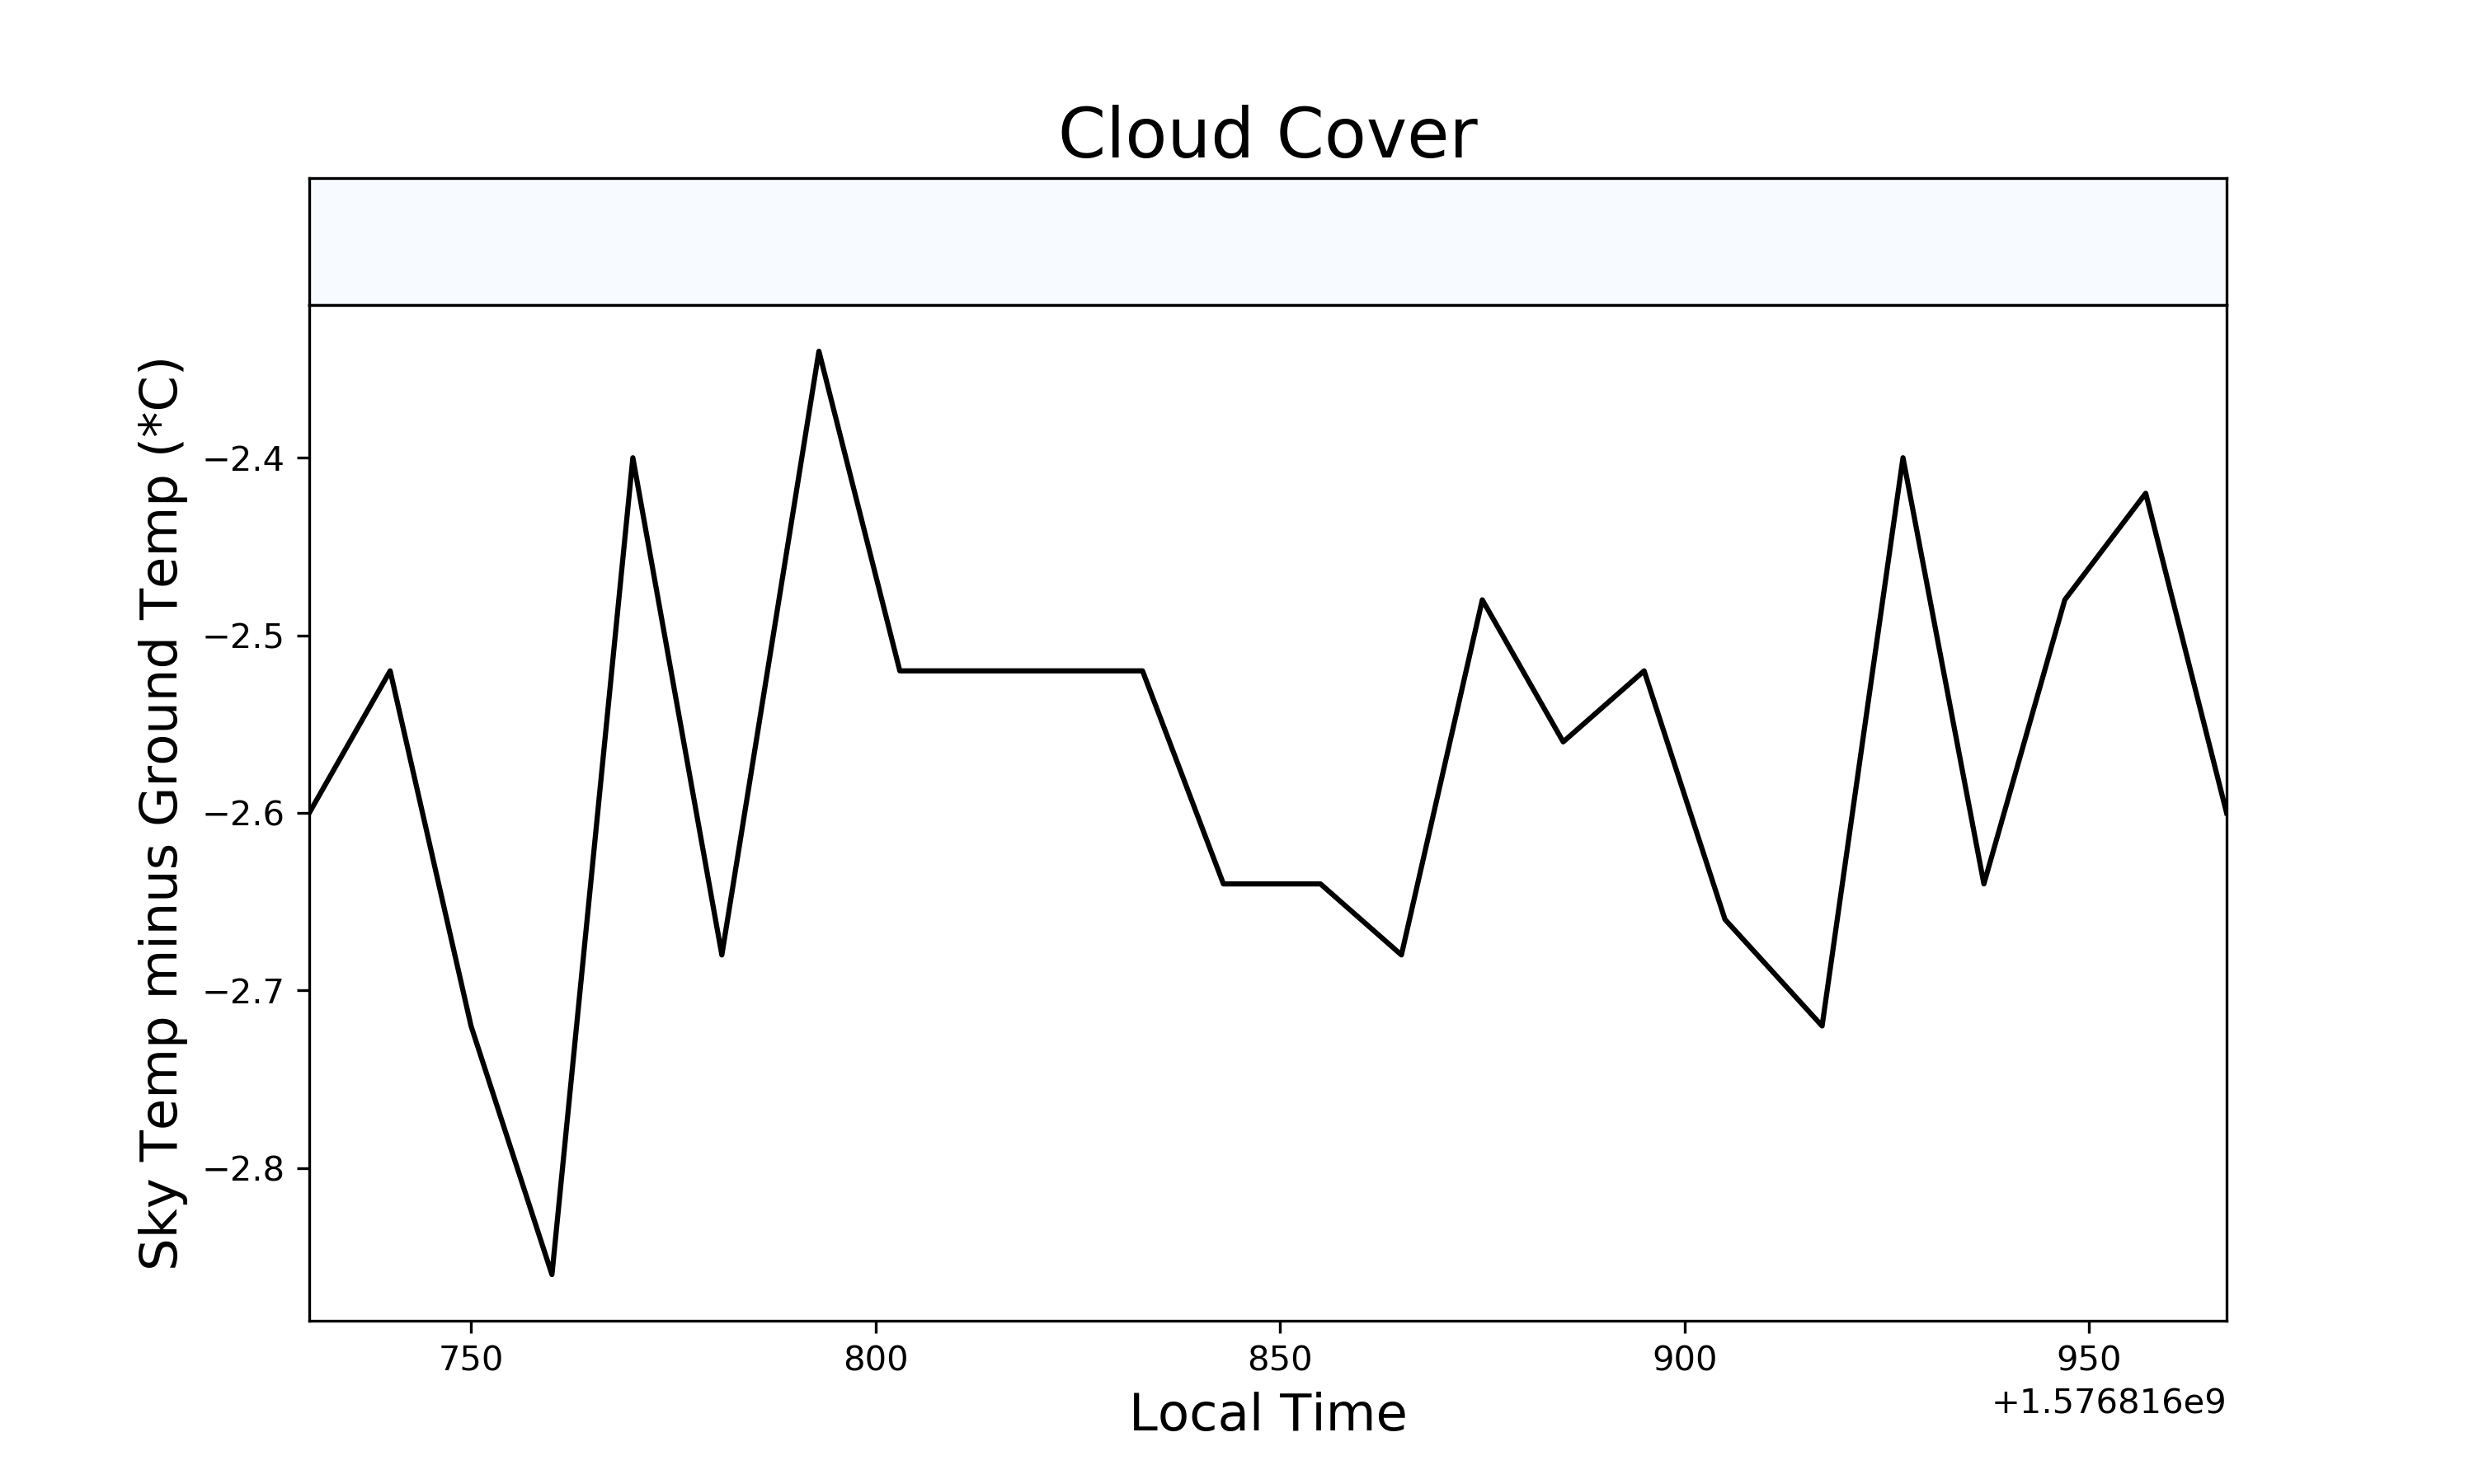 Cloud Cover
Sky Temp minus Ground Temp (*C)
−2.4
−2.5
−2.6
−2.7
−2.8
750 800 850 900 950
+1.576816e9
Local Time